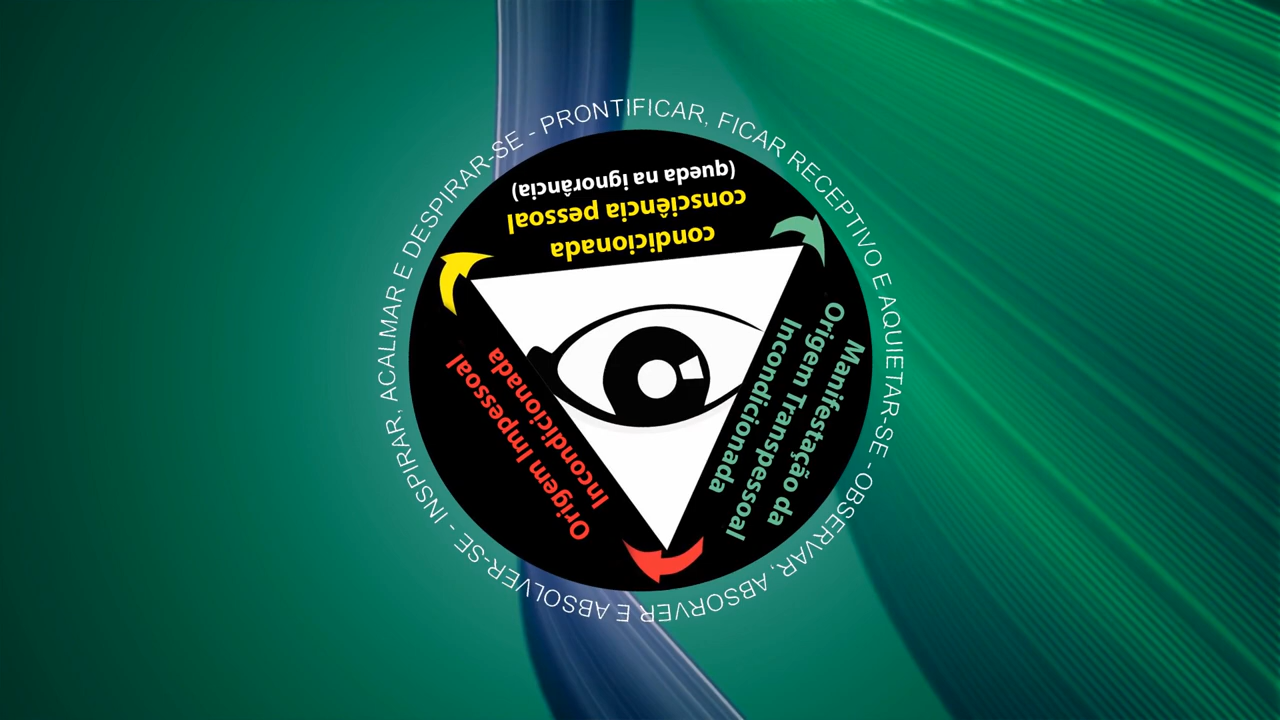 INSPIRAR, ACALMAR E DESPIRAR-SE - PRONTIFICAR, FICAR RECEPTIVO E AQUIETAR-SE - OBSERVAR, ABSORVER E ABSOLVER-SE -
condicionada
consciência pessoal
(queda na ignorância)
Manifestação da
Origem Transpessoal
Incondicionada
Origem Impessoal
Incondicionada